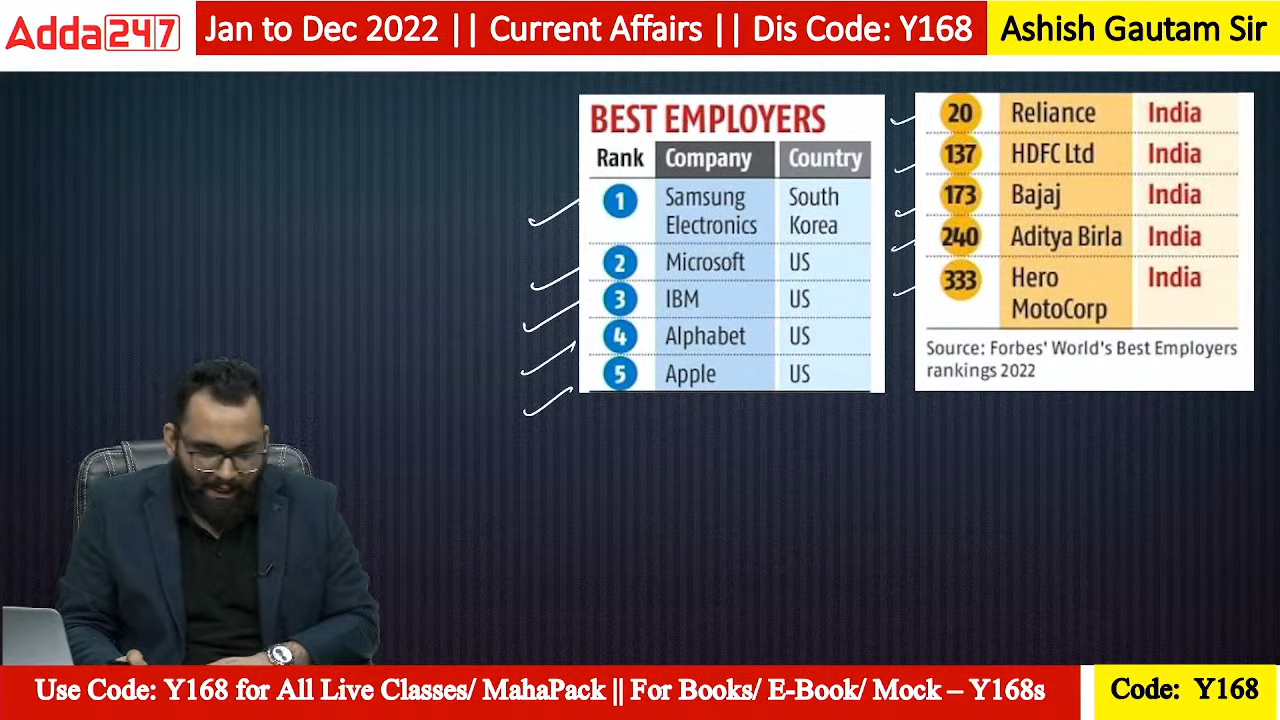 Adda247
Jan to Dec 2022 || Current Affairs || Dis Code: Y168
Ashish Gautam Sir
BEST EMPLOYERS
Rank Company Country
1 Samsung Electronics South Korea
2 Microsoft US
3 IBM US
4 Alphabet US
5 Apple US
20 Reliance India
137 HDFC Ltd India
173 Bajaj India
240 Aditya Birla India
333 Hero MotoCorp India
Source: Forbes' World's Best Employers
rankings 2022
Use Code: Y168 for All Live Classes/ MahaPack || For Books/ E-Book/ Mock – Y168s
Code: Y168